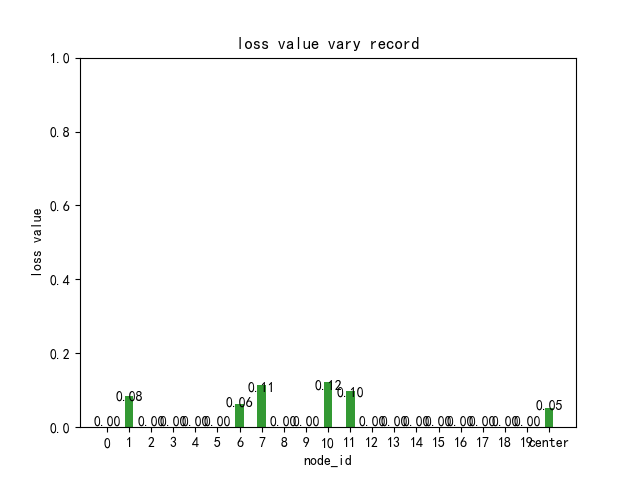 loss value vary record
loss value
1.0
0.8
0.6
0.4
0.2
0.0
0.00 0.08 0.00 0.00 0.00 0.00 0.06 0.11 0.00 0.00 0.12 0.10 0.00 0.00 0.00 0.00 0.00 0.00 0.00 0.00 0.05
0 1 2 3 4 5 6 7 8 9 10 11 12 13 14 15 16 17 18 19 center
node_id